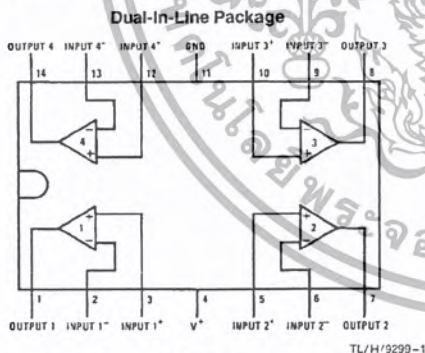 Dual-In-Line Package
OUTPUT 4 INPUT 4⁻ INPUT 4⁺ GND INPUT 3⁺ INPUT 3⁻ OUTPUT 3
14 13 12 11 10 9 8
4 - +
- + 3
1 + -
+ - 2
1 2 3 4 5 6 7
OUTPUT 1 INPUT 1⁻ INPUT 1⁺ V⁺ INPUT 2⁺ INPUT 2⁻ OUTPUT 2
TL/H/9299-1